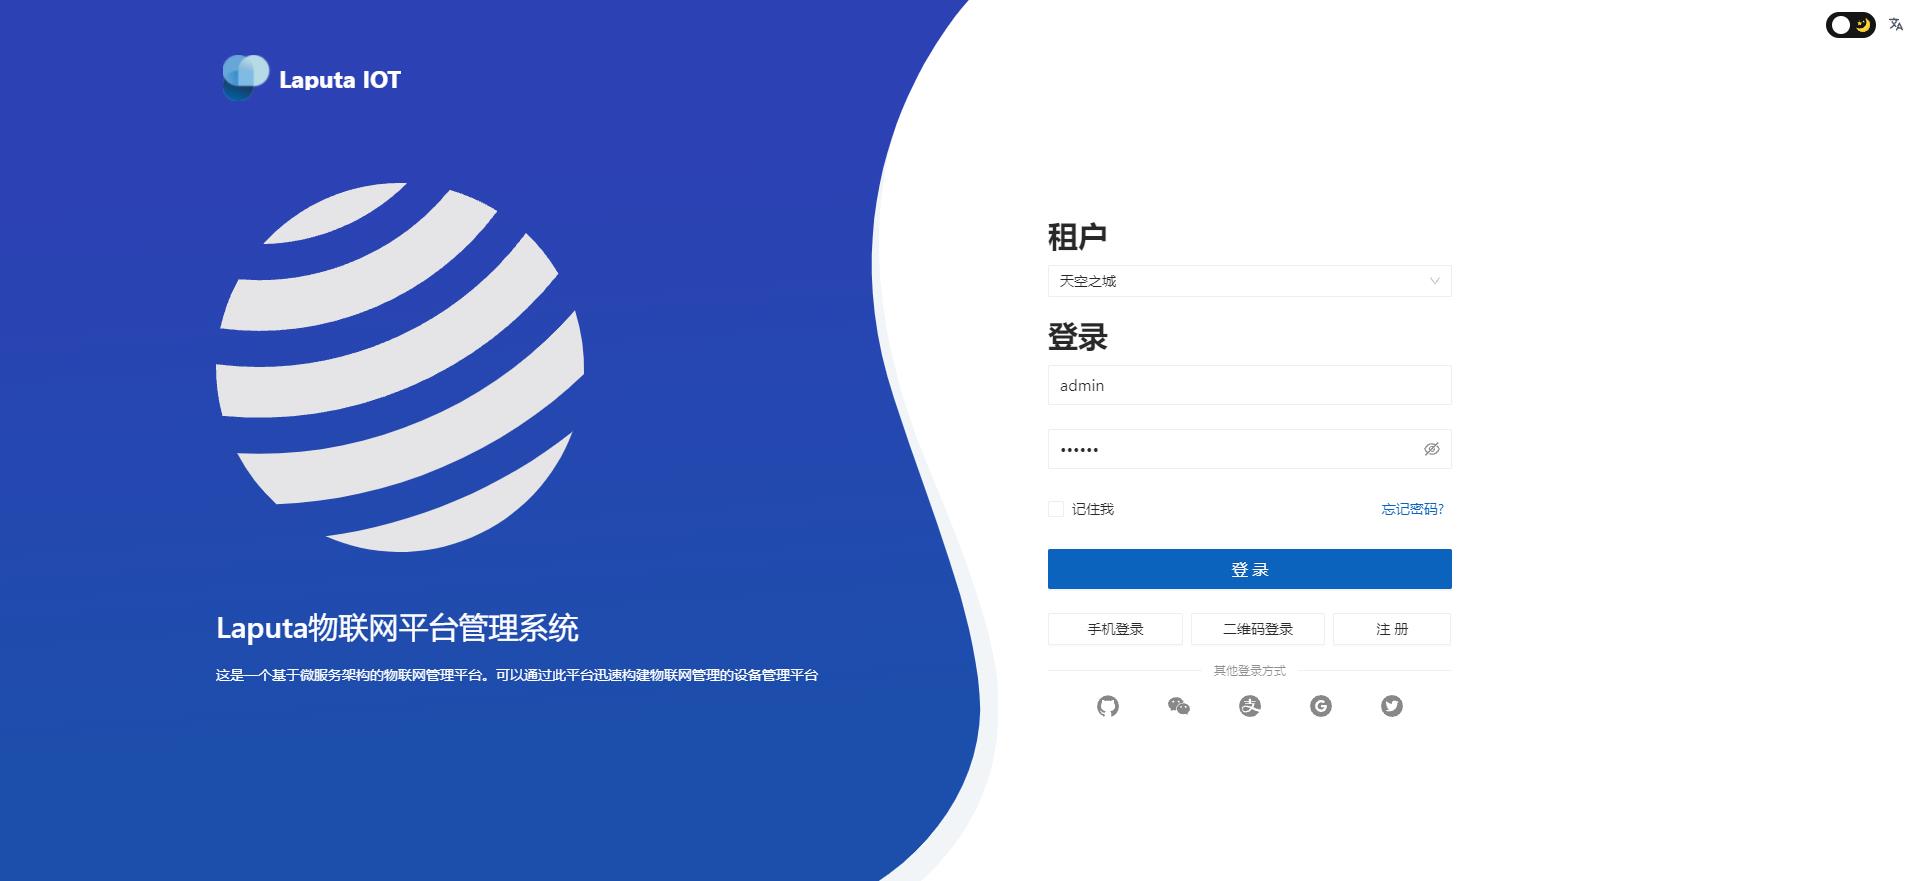 Laputa IOT
Laputa物联网平台管理系统
这是一个基于微服务架构的物联网管理平台。可以通过此平台迅速构建物联网管理的设备管理平台
租户
天空之城
登录
admin
••••••
记住我
忘记密码?
登 录
手机登录
二维码登录
注 册
其他登录方式